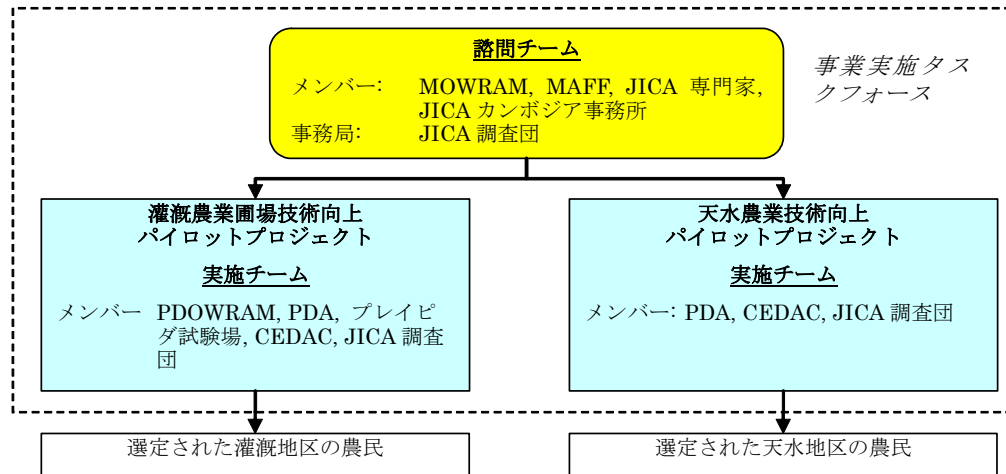 諮問チーム
メンバー: MOWRAM, MAFF, JICA 専門家,
JICA カンボジア事務所
事務局: JICA 調査団
事業実施タス
クフォース
灌漑農業圃場技術向上
パイロットプロジェクト
実施チーム
メンバー PDOWRAM, PDA, プレイピ
ダ試験場, CEDAC, JICA 調査
団
天水農業技術向上
パイロットプロジェクト
実施チーム
メンバー: PDA, CEDAC, JICA 調査団
選定された灌漑地区の農民
選定された天水地区の農民